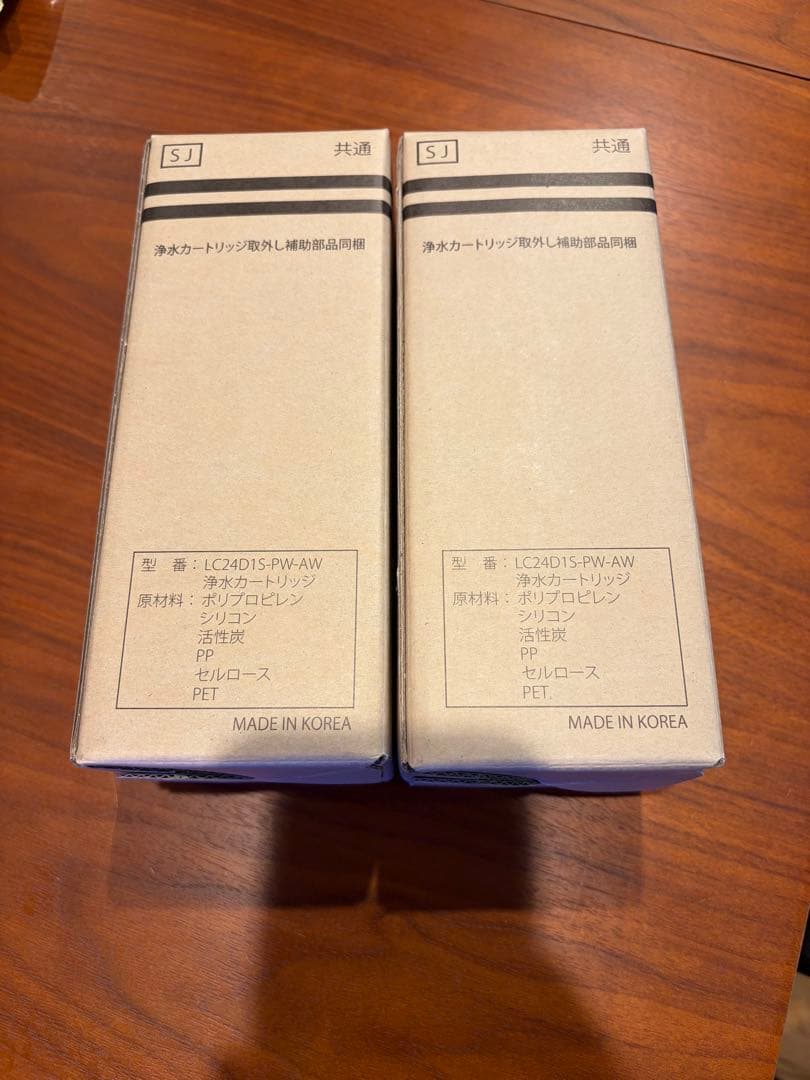 SJ 共通
浄水カートリッジ取外し補助部品同梱
型 番：LC24D1S-PW-AW
浄水カートリッジ
原材料：ポリプロピレン
シリコン
活性炭
PP
セルロース
PET
MADE IN KOREA
SJ 共通
浄水カートリッジ取外し補助部品同梱
型 番：LC24D1S-PW-AW
浄水カートリッジ
原材料：ポリプロピレン
シリコン
活性炭
PP
セルロース
PET.
MADE IN KOREA